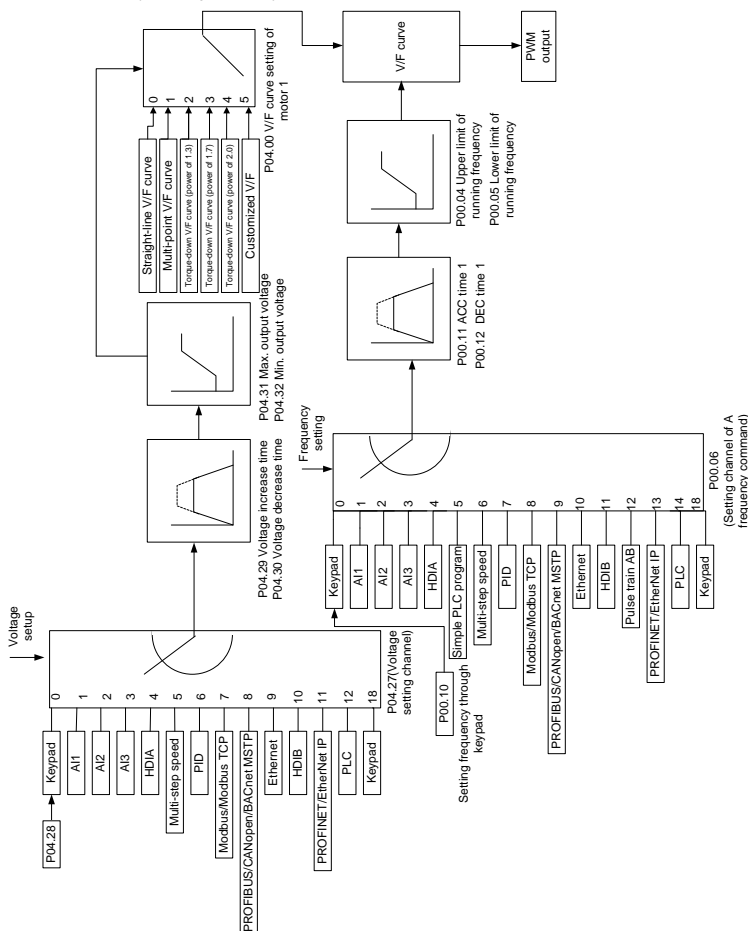 Voltage
setup
P04.28
Keypad
0
AI1
1
AI2
2
AI3
3
HDIA
4
Multi-step speed
5
PID
6
Modbus/Modbus TCP
7
PROFIBUS/CANopen/BACnet MSTP
8
Ethernet
9
HDIB
10
PROFINET/EtherNet IP
11
PLC
12
Keypad
18
P04.27(Voltage
setting channel)
P04.29 Voltage increase time
P04.30 Voltage decrease time
P04.31 Max. output voltage
P04.32 Min. output voltage
Straight-line V/F curve
0
Multi-point V/F curve
1
Torque-down V/F curve (power of 1.3)
2
Torque-down V/F curve (power of 1.7)
3
Torque-down V/F curve (power of 2.0)
4
Customized V/F
5
P04.00 V/F curve setting of
motor 1
Frequency
setting
P00.10
Setting frequency through
keypad
Keypad
0
AI1
1
AI2
2
AI3
3
HDIA
4
Simple PLC program
5
Multi-step speed
6
PID
7
Modbus/Modbus TCP
8
PROFIBUS/CANopen/BACnet MSTP
9
Ethernet
10
HDIB
11
Pulse train AB
12
PROFINET/EtherNet IP
13
PLC
14
Keypad
18
P00.06
(Setting channel of A
frequency command)
P00.11 ACC time 1
P00.12 DEC time 1
P00.04 Upper limit of
running frequency
P00.05 Lower limit of
running frequency
V/F curve
PWM
output